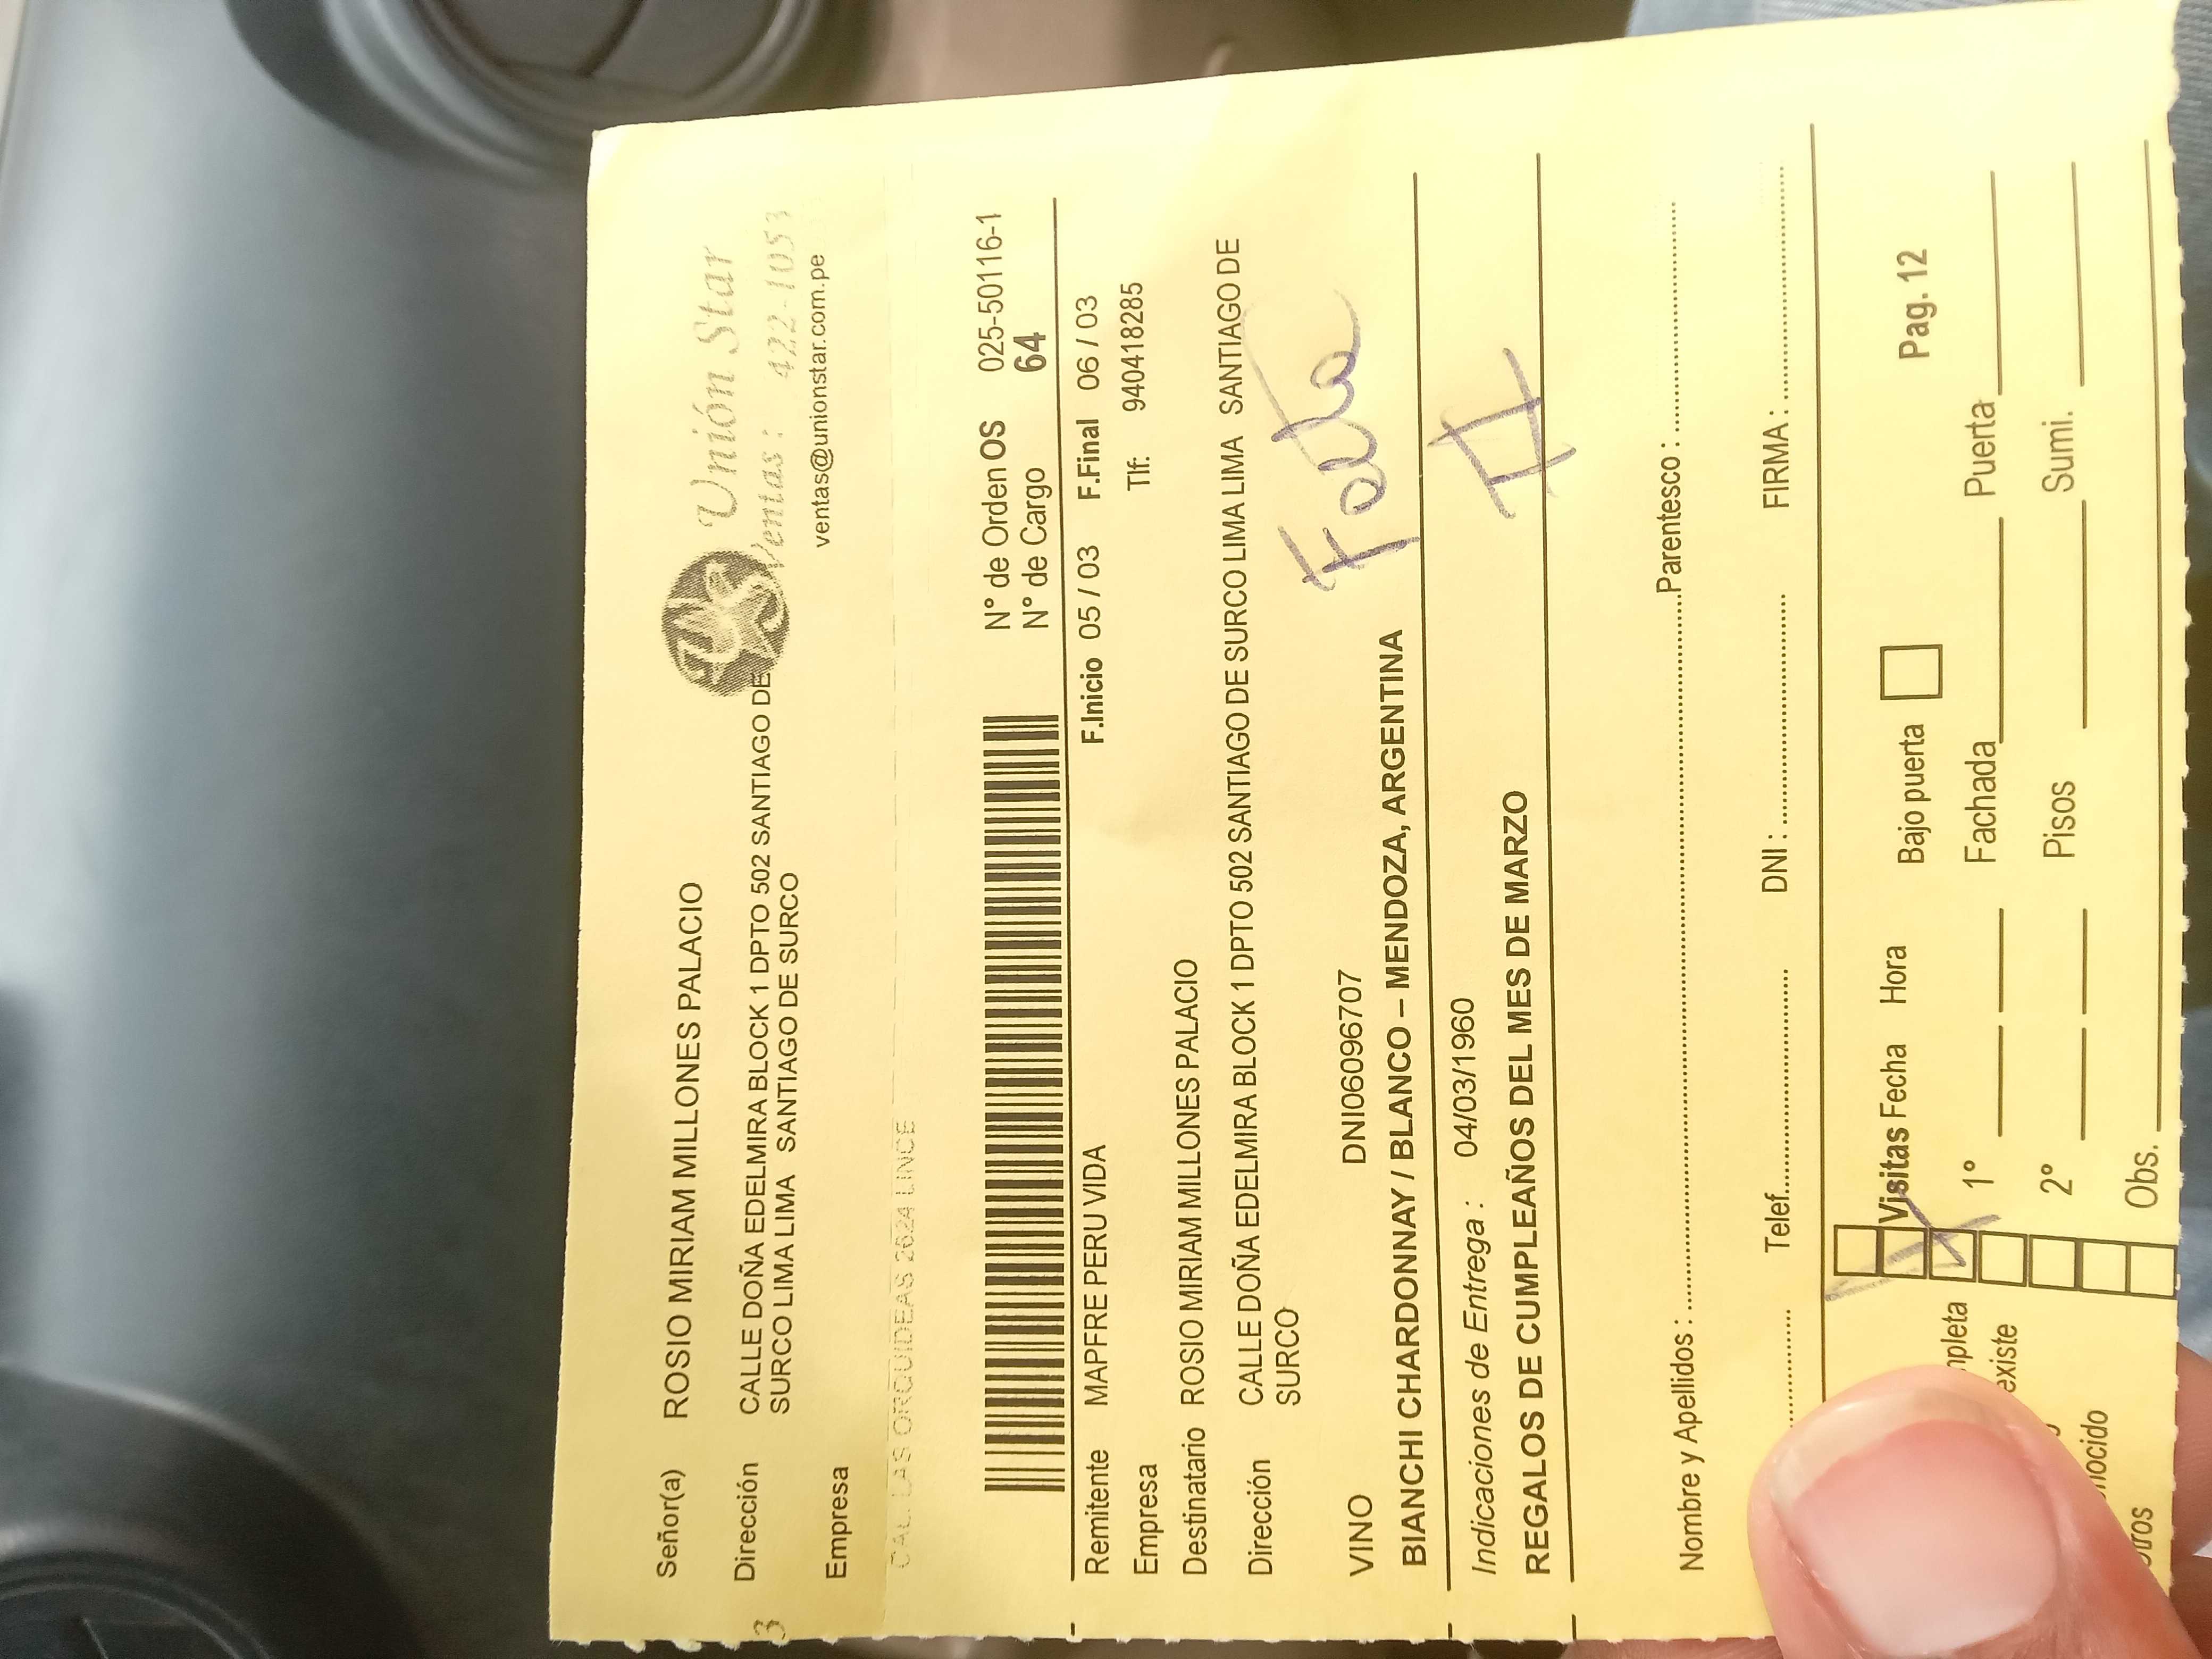 Señor(a) ROSIO MIRIAM MILLONES PALACIO
Unión Star
Ventas: 422-1053
ventas@unionstar.com.pe
Dirección CALLE DOÑA EDELMIRA BLOCK 1 DPTO 502 SANTIAGO DE
SURCO LIMA LIMA SANTIAGO DE SURCO
3
Empresa
CAL. LAS ORQUIDEAS 2624 LINCE
N° de Orden OS 025-50116-1
N° de Cargo 64
Remitente MAPFRE PERU VIDA F.Inicio 05 / 03 F.Final 06 / 03
Empresa Tlf: 940418285
Destinatario ROSIO MIRIAM MILLONES PALACIO
Dirección CALLE DOÑA EDELMIRA BLOCK 1 DPTO 502 SANTIAGO DE SURCO LIMA LIMA SANTIAGO DE
SURCO
VINO DNI06096707
BIANCHI CHARDONNAY / BLANCO – MENDOZA, ARGENTINA
Falta
Indicaciones de Entrega : 04/03/1960
II
REGALOS DE CUMPLEAÑOS DEL MES DE MARZO
Nombre y Apellidos : Parentesco :
Telef. DNI : FIRMA :
Visitas Fecha Hora Bajo puerta Pag. 12
1° Fachada Puerta
2° Pisos Sumi.
Obs.
mpleta
existe
nocido